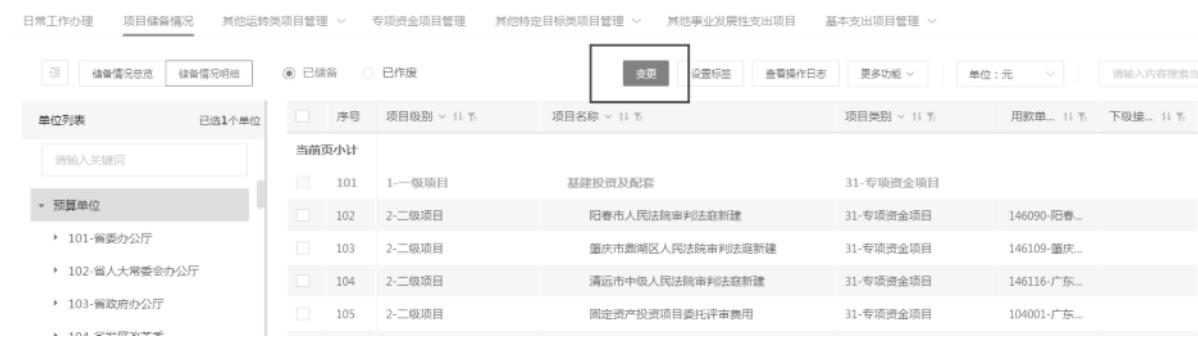 日常工作办理 项目储备情况 其他运转类项目管理 专项资金项目管理 其他特定目标类项目管理 其他事业发展性支出项目 基本支出项目管理
储备情况总览 储备情况明细 已储备 已作废 变更 设置标签 查看操作日志 更多功能 单位：元 请输入内容搜索
单位列表 已选1个单位 序号 项目级别 项目名称 项目类别 用款单... 下级接...
请输入关键词 当前页小计
101 1-一级项目 基建投资及配套 31-专项资金项目
预算单位 102 2-二级项目 阳春市人民法院审判法庭新建 31-专项资金项目 146090-阳春...
101-省委办公厅 103 2-二级项目 肇庆市鼎湖区人民法院审判法庭新建 31-专项资金项目 146109-肇庆...
102-省人大常委会办公厅 104 2-二级项目 清远市中级人民法院审判法庭新建 31-专项资金项目 146116-广东...
103-省政府办公厅 105 2-二级项目 固定资产投资项目委托评审费用 31-专项资金项目 104001-广东...